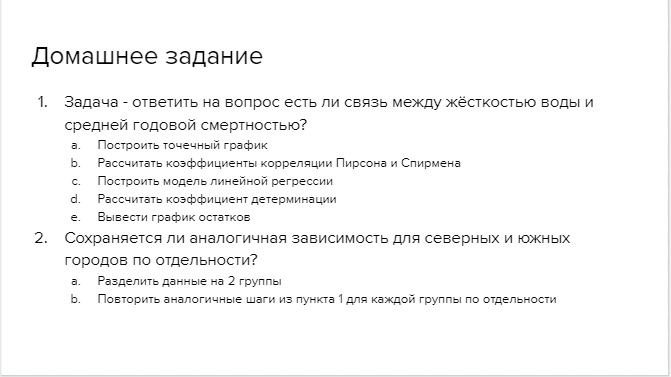 Домашнее задание
1. Задача - ответить на вопрос есть ли связь между жёсткостью воды и
средней годовой смертностью?
a. Построить точечный график
b. Рассчитать коэффициенты корреляции Пирсона и Спирмена
c. Построить модель линейной регрессии
d. Рассчитать коэффициент детерминации
e. Вывести график остатков
2. Сохраняется ли аналогичная зависимость для северных и южных
городов по отдельности?
a. Разделить данные на 2 группы
b. Повторить аналогичные шаги из пункта 1 для каждой группы по отдельности